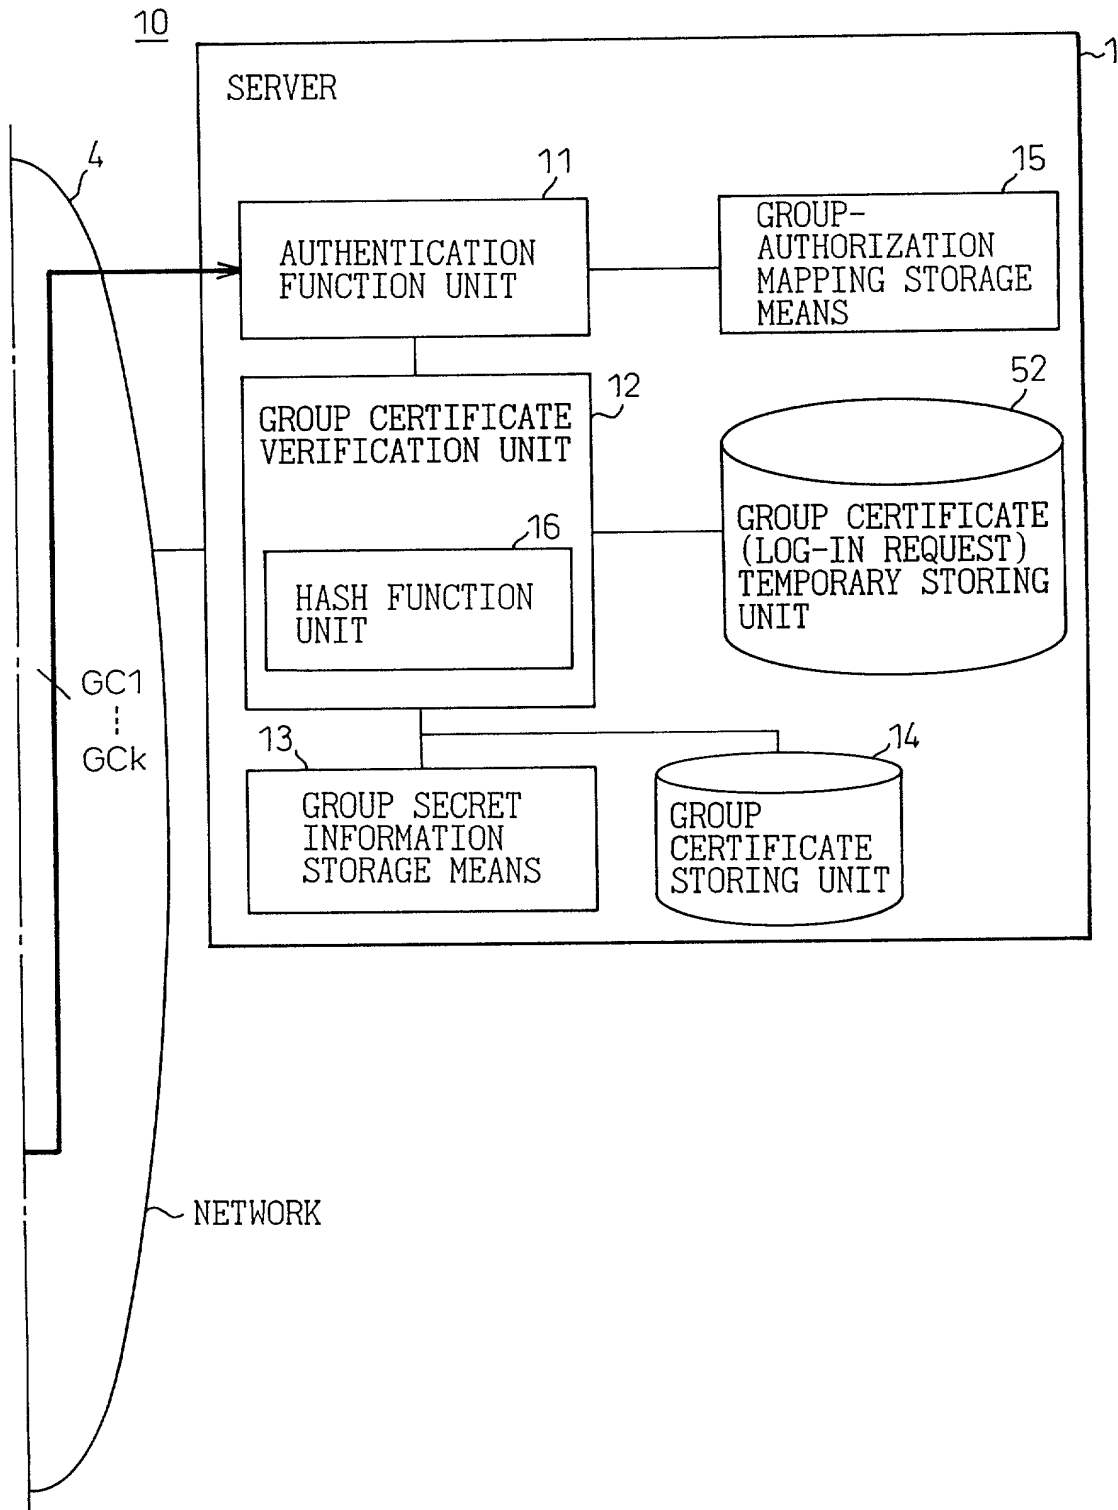 10
1
SERVER
4
11
15
AUTHENTICATION
FUNCTION UNIT
GROUP-
AUTHORIZATION
MAPPING STORAGE
MEANS
12
52
GROUP CERTIFICATE
VERIFICATION UNIT
16
HASH FUNCTION
UNIT
GROUP CERTIFICATE
(LOG-IN REQUEST)
TEMPORARY STORING
UNIT
GC1
GCk
13
14
GROUP SECRET
INFORMATION
STORAGE MEANS
GROUP
CERTIFICATE
STORING UNIT
NETWORK